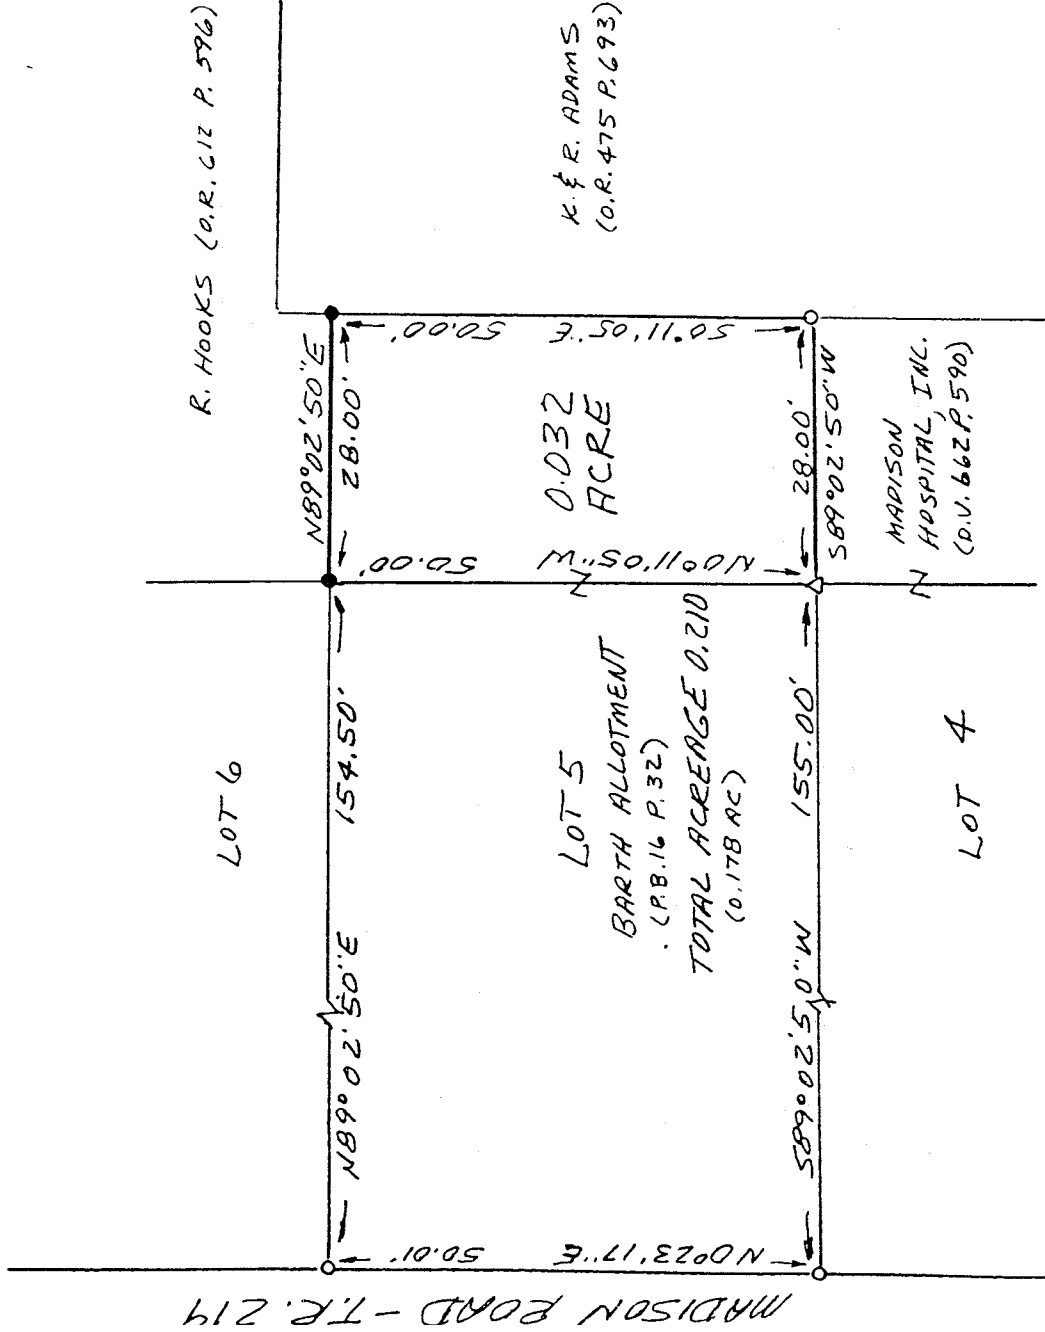 R. HOOKS (O.R. 612 P. 596)
K. & R. ADAMS
(O.R. 475 P. 693)
N89°02'50"E
28.00'
S0°11'05"E 50.00'
0.032
ACRE
N0°11'05"W 50.00'
28.00'
S89°02'50"W
MADISON
HOSPITAL, INC.
(D.V. 662 P. 590)
LOT 6
N89°02'50"E 154.50'
LOT 5
BARTH ALLOTMENT
(P.B. 16 P. 32)
TOTAL ACREAGE 0.210
(0.178 AC)
S89°02'50"W 155.00'
LOT 4
N0°23'17"E 50.01'
MADISON ROAD - T.R. 214